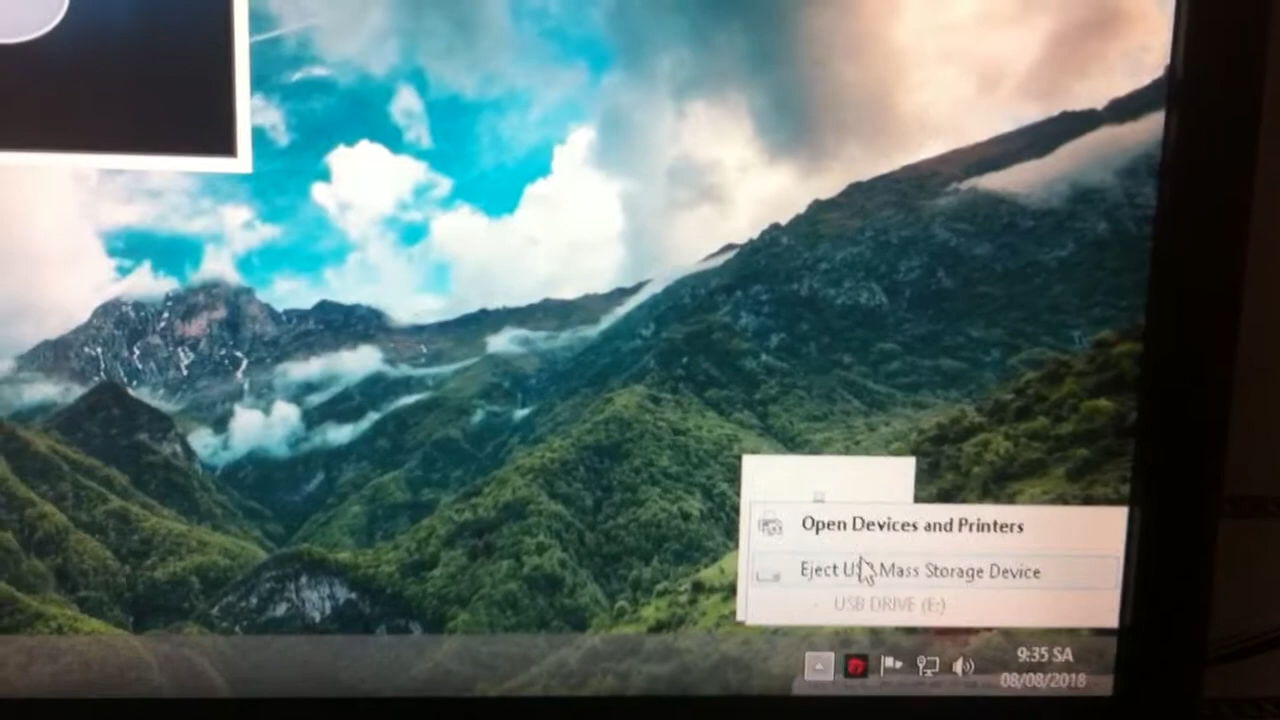 Open Devices and Printers
Eject USB Mass Storage Device
USB DRIVE (E:)
9:35 SA
08/08/2018